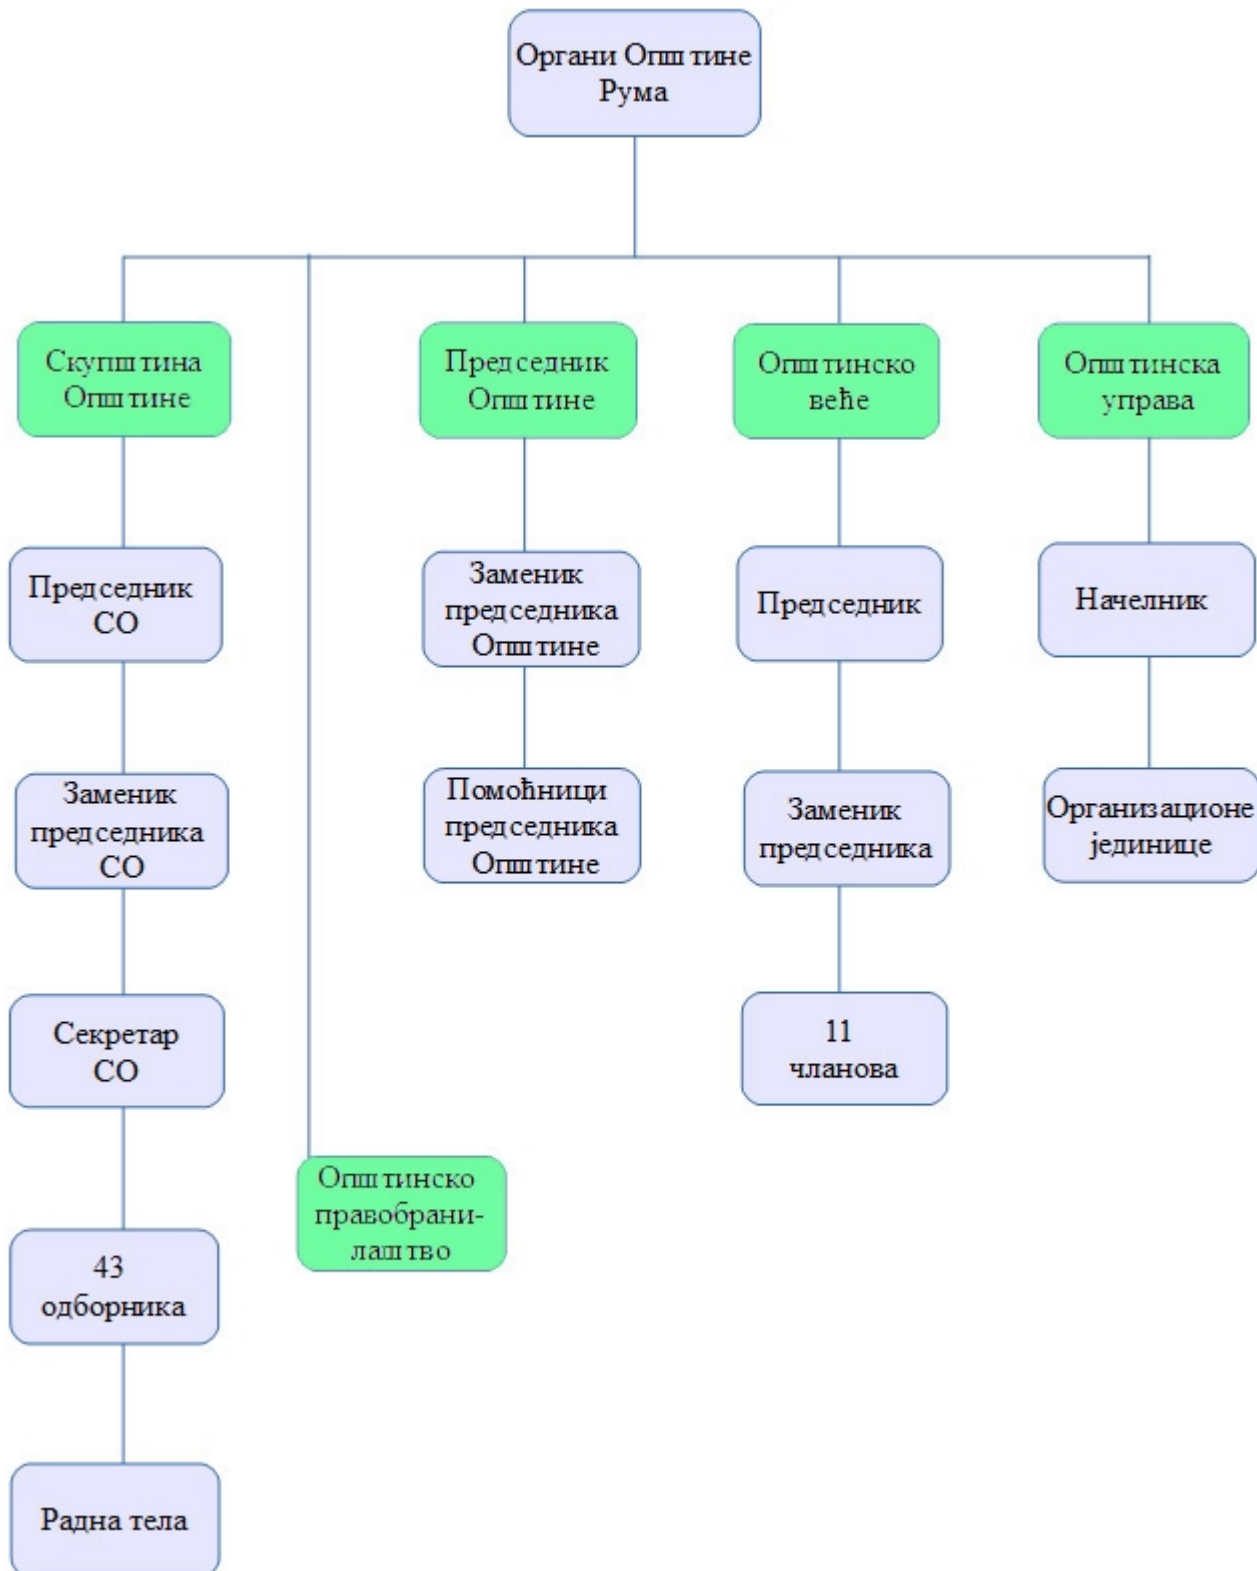 Органи Општине
Рума
Скупштина
Општине
Председник
СО
Заменик
председника
СО
Секретар
СО
43
одборника
Радна тела
Општинско
правобрани-
лаштво
Председник
Општине
Заменик
председника
Општине
Помоћници
председника
Општине
Општинско
веће
Председник
Заменик
председника
11
чланова
Општинска
управа
Начелник
Организационе
јединице